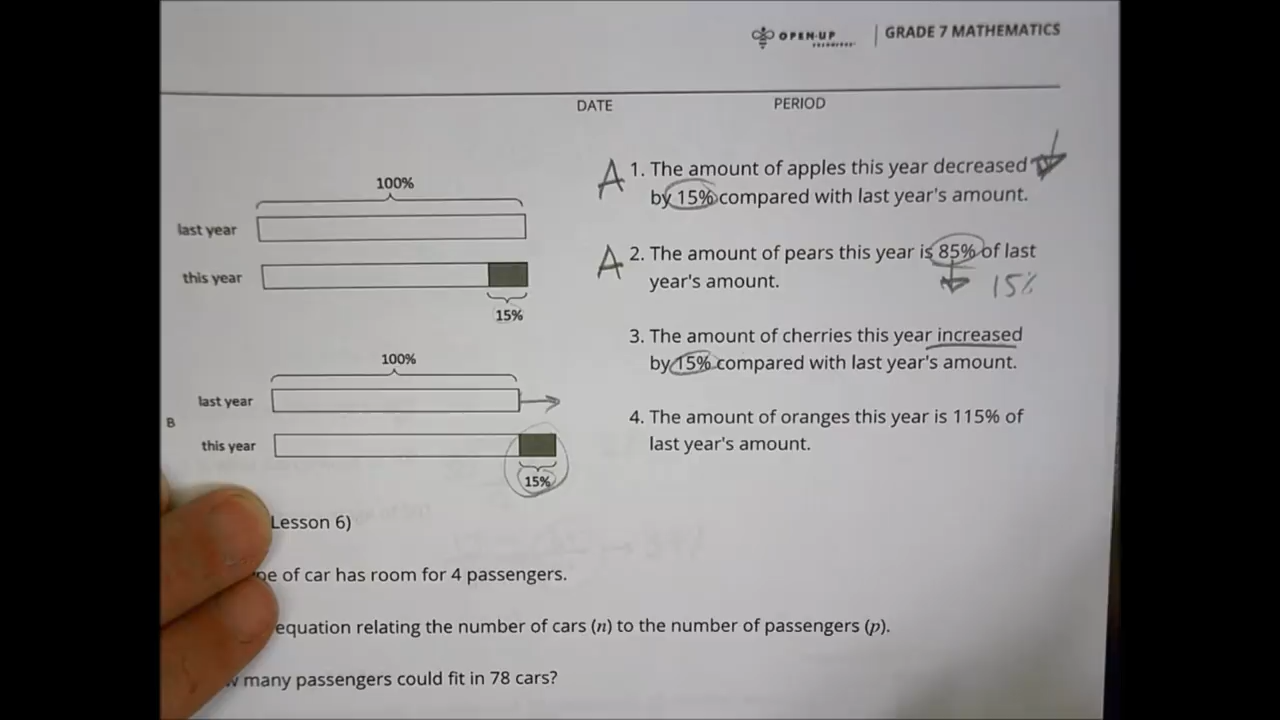 OPEN-UP
GRADE 7 MATHEMATICS
DATE PERIOD
100%
last year
this year
15%
100%
last year
B
this year
15%
A 1. The amount of apples this year decreased
by 15% compared with last year's amount.
A 2. The amount of pears this year is 85% of last
year's amount. 15%
3. The amount of cherries this year increased
by 15% compared with last year's amount.
4. The amount of oranges this year is 115% of
last year's amount.
Lesson 6)
of car has room for 4 passengers.
equation relating the number of cars (n) to the number of passengers (p).
many passengers could fit in 78 cars?